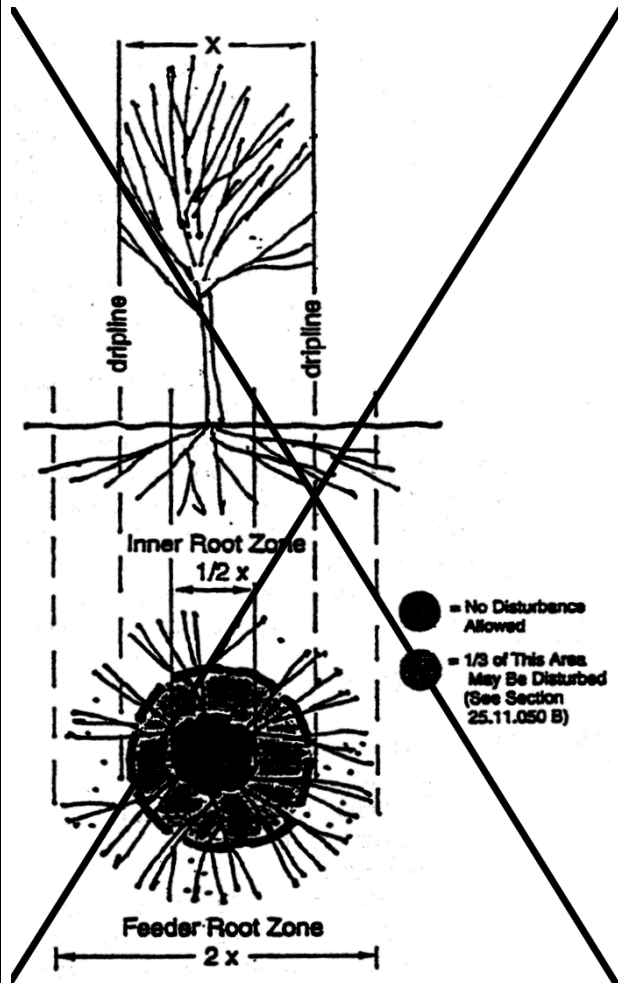 X
dripline
dripline
Inner Root Zone
1/2 x
= No Disturbance
Allowed
= 1/3 of This Area
May Be Disturbed
(See Section
25.11.050 B)
Feeder Root Zone
2 x